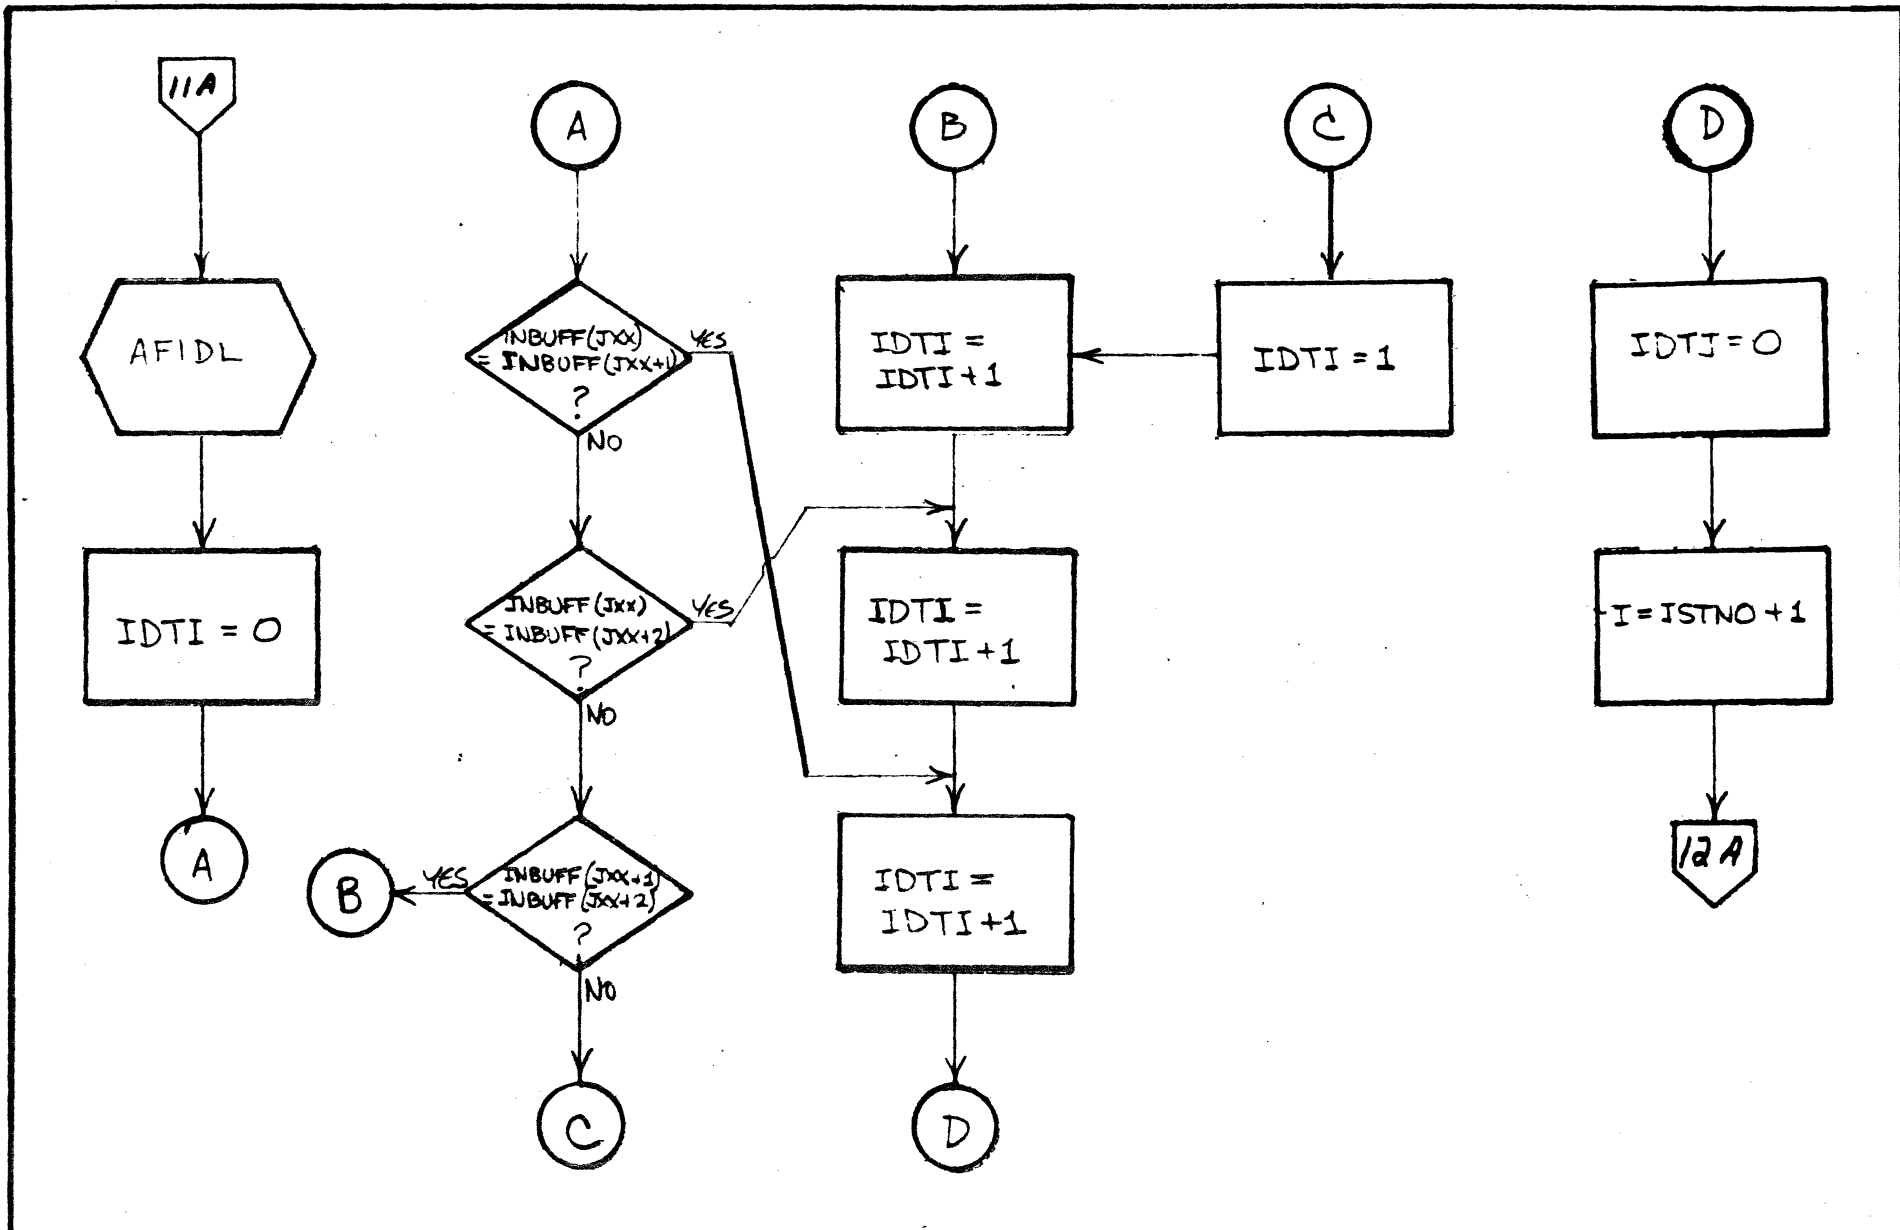 11A
AFIDL
IDTI = 0
A
A
INBUFF(JXX)
= INBUFF(JXX+1)
?
YES
NO
INBUFF(JXX)
= INBUFF(JXX+2)
?
YES
NO
INBUFF(JXX+1)
= INBUFF(JXX+2)
?
YES
B
NO
C
B
IDTI =
IDTI+1
IDTI =
IDTI+1
IDTI =
IDTI+1
D
C
IDTI = 1
D
IDTJ = 0
I = ISTNO + 1
12A